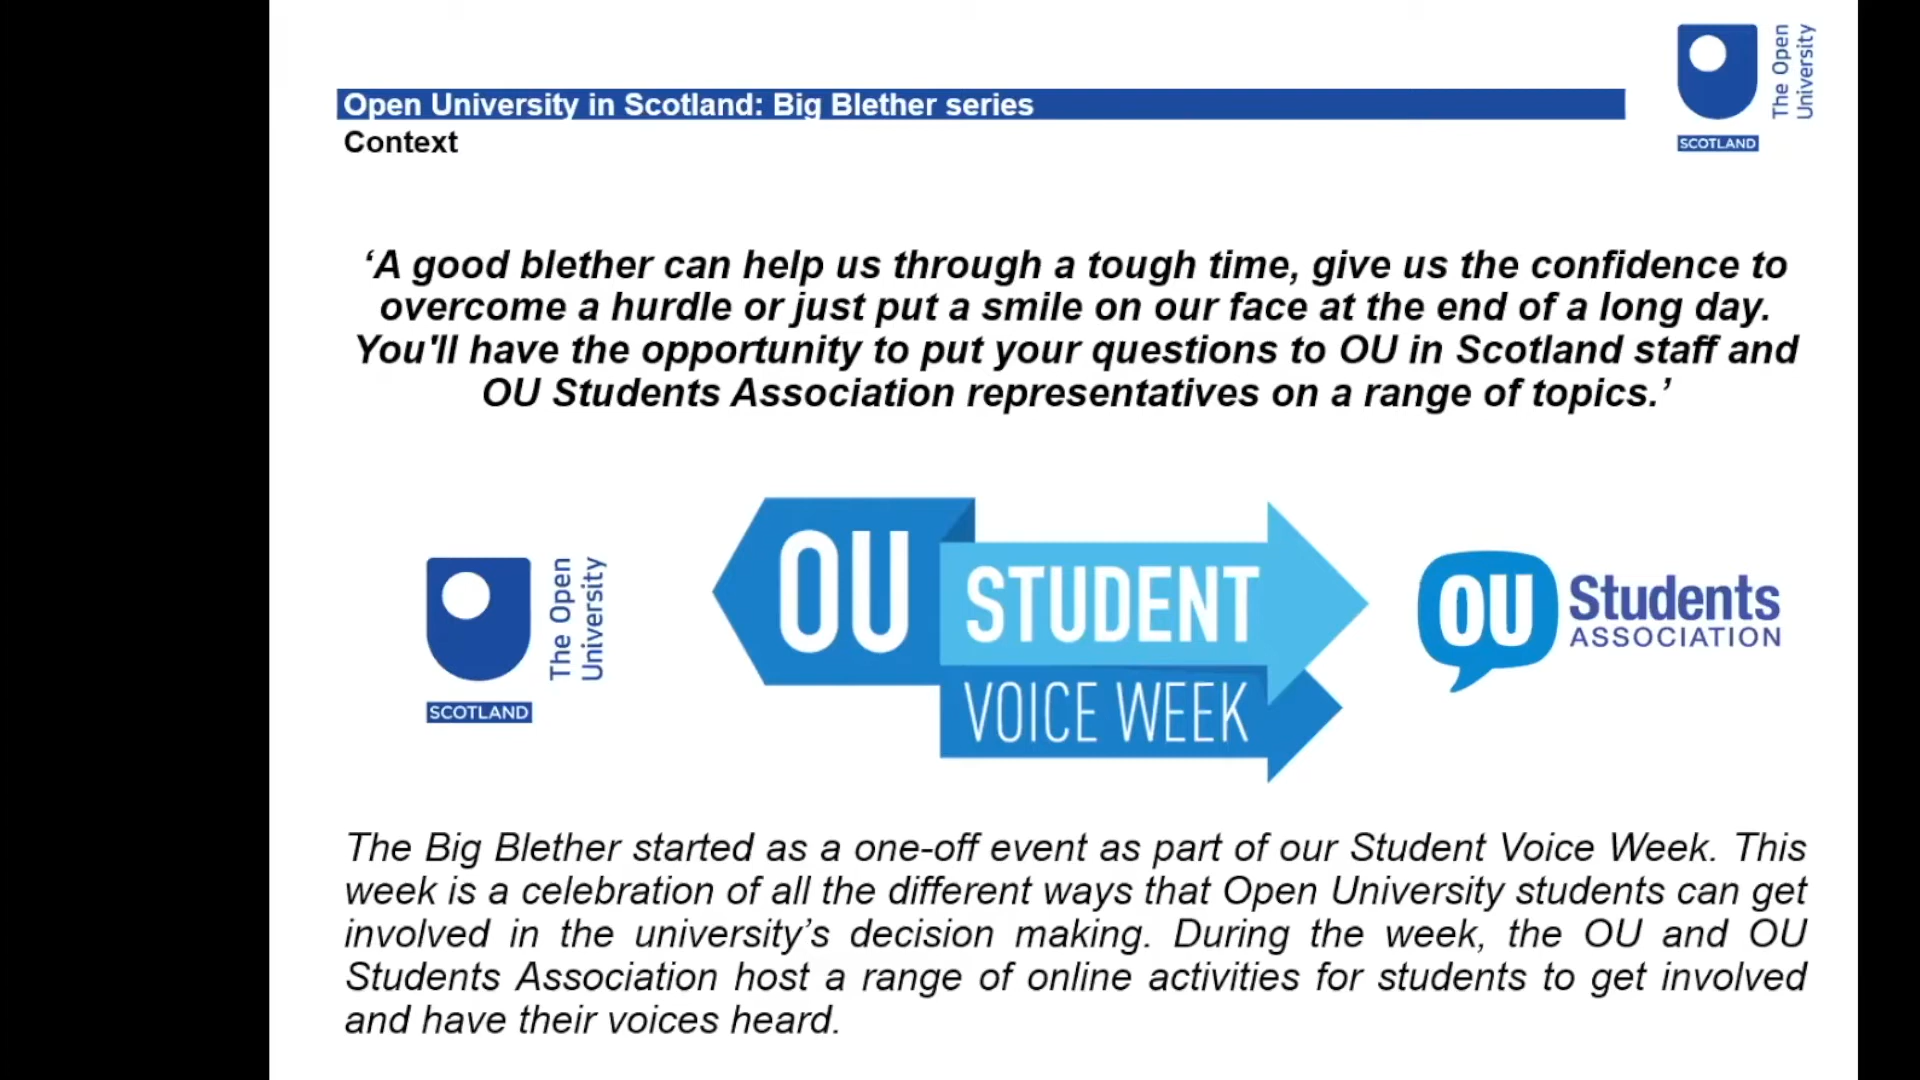 The Open
University
SCOTLAND
Open University in Scotland: Big Blether series
Context
‘A good blether can help us through a tough time, give us the confidence to
overcome a hurdle or just put a smile on our face at the end of a long day.
You'll have the opportunity to put your questions to OU in Scotland staff and
OU Students Association representatives on a range of topics.’
The Open
University
SCOTLAND
OU
STUDENT
VOICE WEEK
OU
Students
ASSOCIATION
The Big Blether started as a one-off event as part of our Student Voice Week. This
week is a celebration of all the different ways that Open University students can get
involved in the university’s decision making. During the week, the OU and OU
Students Association host a range of online activities for students to get involved
and have their voices heard.